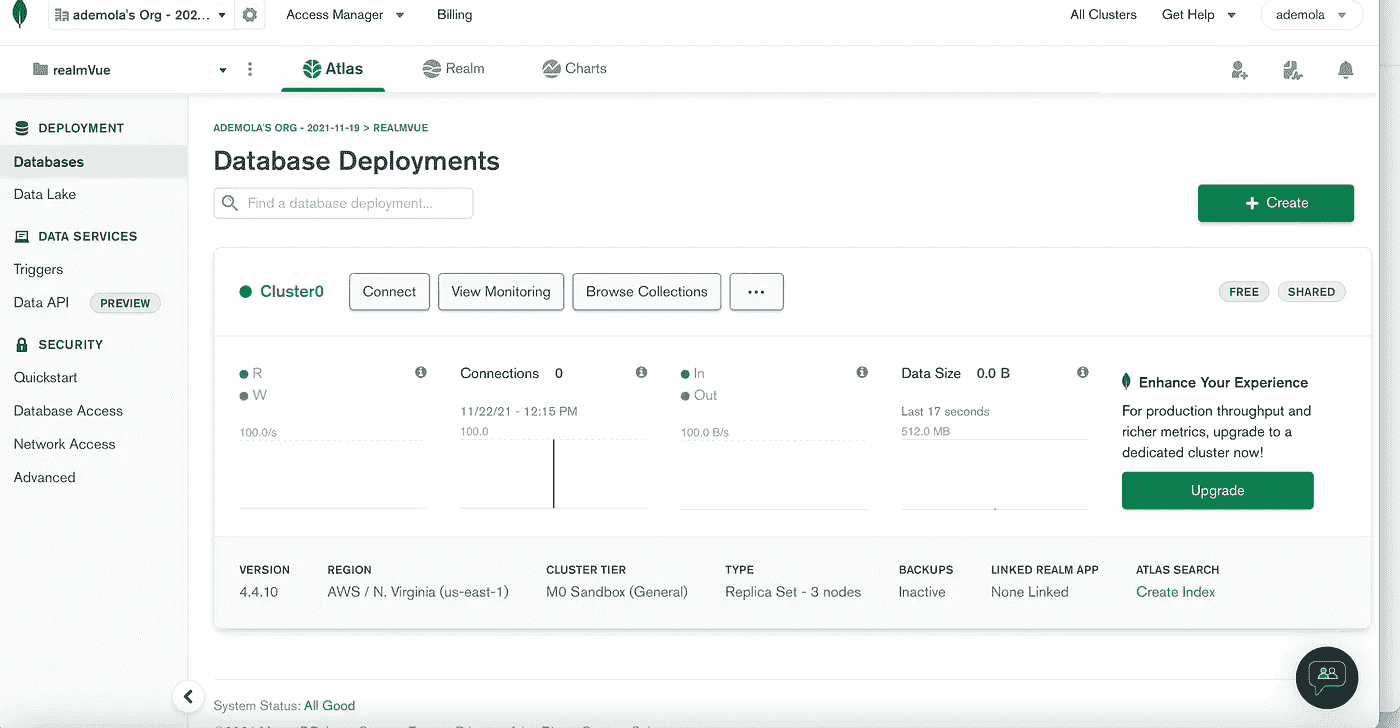 ademola's Org - 202...
Access Manager
Billing
All Clusters
Get Help
ademola
realmVue
Atlas
Realm
Charts
DEPLOYMENT
Databases
Data Lake
DATA SERVICES
Triggers
Data API PREVIEW
SECURITY
Quickstart
Database Access
Network Access
Advanced
ADEMOLA'S ORG - 2021-11-19 > REALMVUE
Database Deployments
Find a database deployment...
+ Create
Cluster0
Connect
View Monitoring
Browse Collections
...
FREE
SHARED
R
W
100.0/s
Connections 0
11/22/21 - 12:15 PM
100.0
In
Out
100.0 B/s
Data Size 0.0 B
Last 17 seconds
512.0 MB
Enhance Your Experience
For production throughput and
richer metrics, upgrade to a
dedicated cluster now!
Upgrade
VERSION
4.4.10
REGION
AWS / N. Virginia (us-east-1)
CLUSTER TIER
M0 Sandbox (General)
TYPE
Replica Set - 3 nodes
BACKUPS
Inactive
LINKED REALM APP
None Linked
ATLAS SEARCH
Create Index
System Status: All Good